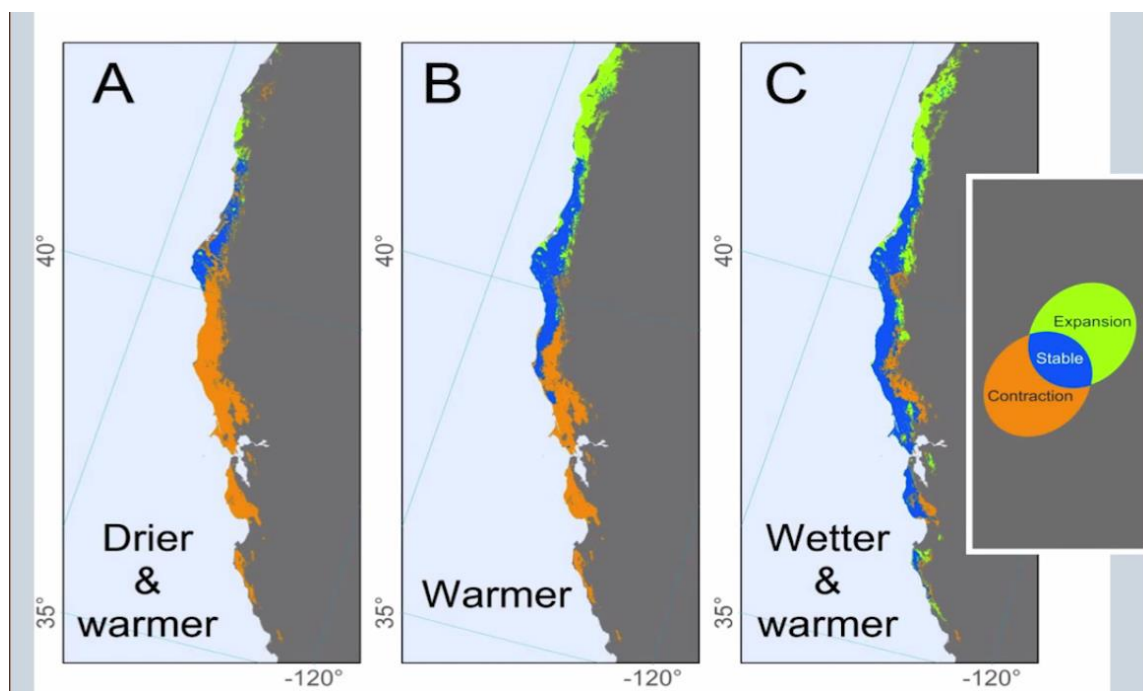 A
B
C
40°
40°
40°
Expansion
Stable
Contraction
Drier
&
warmer
Warmer
Wetter
&
warmer
35°
35°
35°
-120°
-120°
-120°